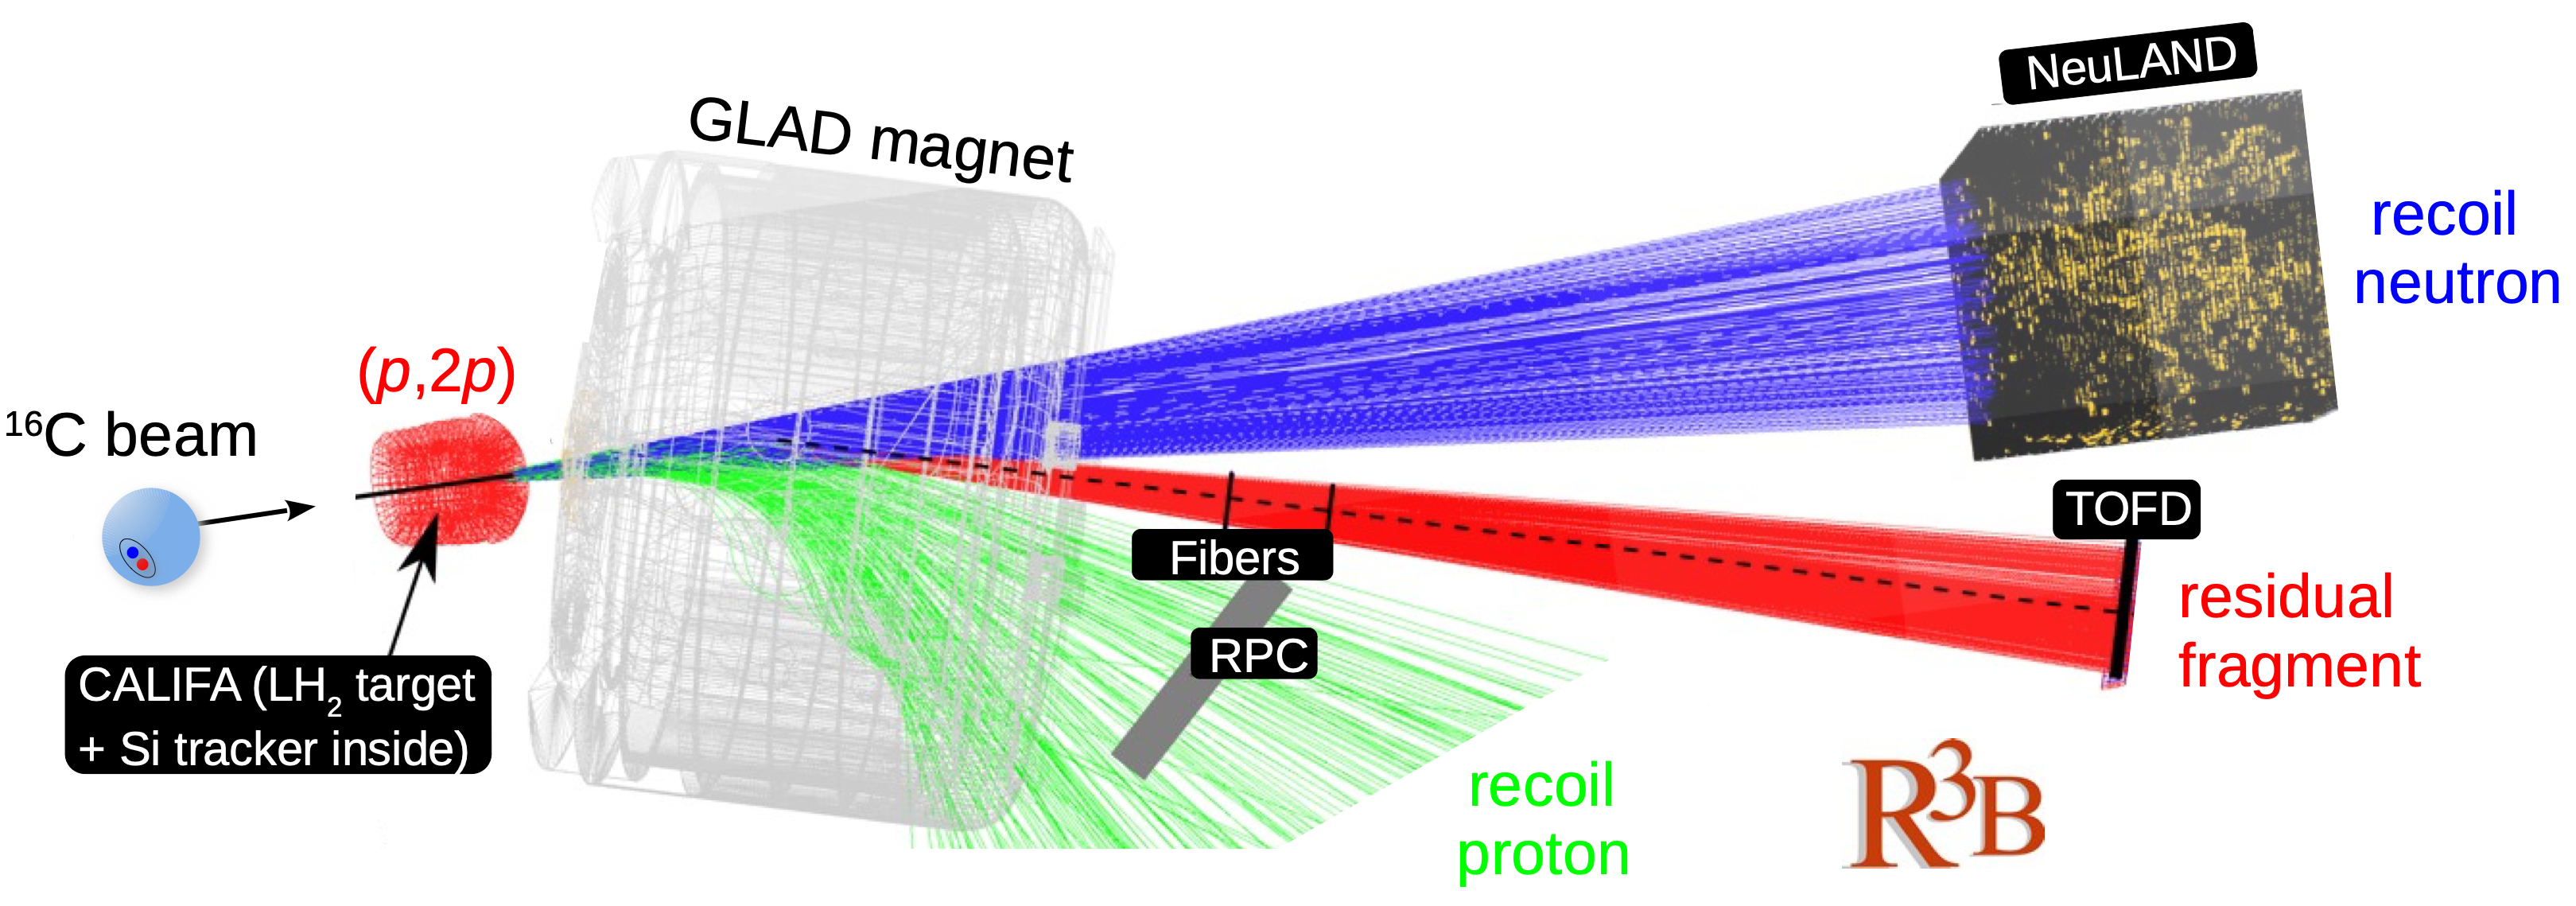 NeuLAND
GLAD magnet
recoil
neutron
(p,2p)
¹⁶C beam
TOFD
Fibers
residual
fragment
RPC
CALIFA (LH₂ target
+ Si tracker inside)
recoil
proton
R³B